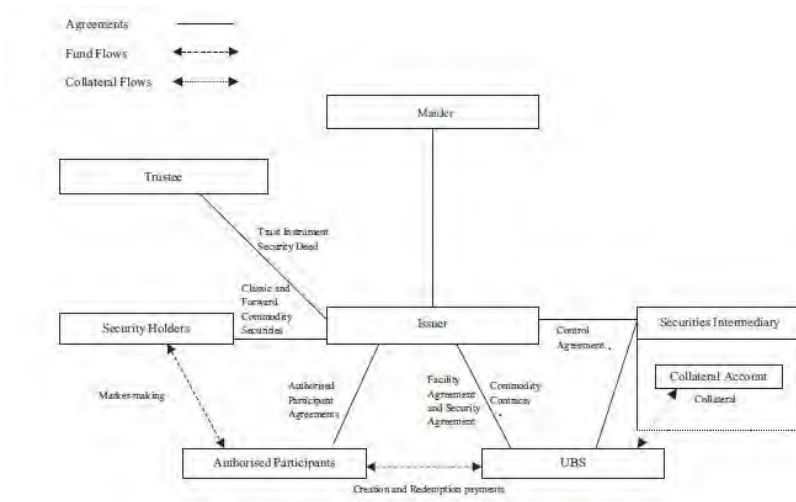 Agreements
Fund Flows
Collateral Flows
Manler
Trustee
Trust Instrument
Security Deed
Classic and
Forward
Commodity
Securities
Security Holders
Issuer
Securities Intermediary
Control
Agreement
Collateral Account
Collateral
Market-making
Authorised
Participant
Agreements
Facility
Agreement
and Security
Agreement
Commodity
Contracts
Authorised Participants
UBS
Creation and Redemption payments